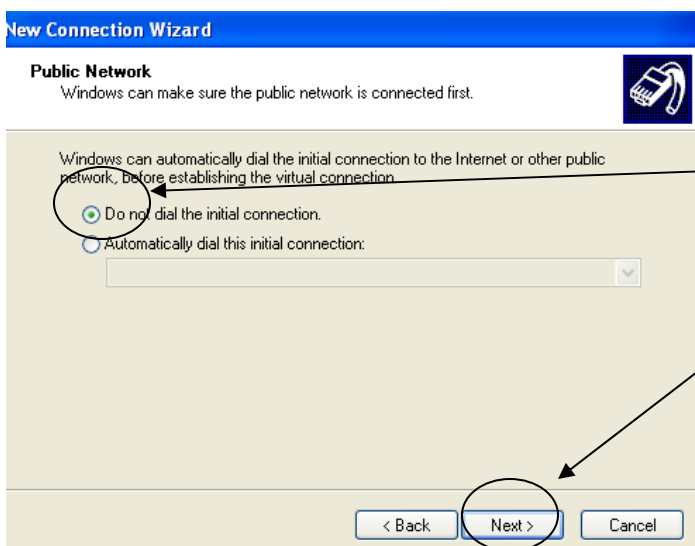 New Connection Wizard
Public Network
Windows can make sure the public network is connected first.
Windows can automatically dial the initial connection to the Internet or other public
network, before establishing the virtual connection.
Do not dial the initial connection.
Automatically dial this initial connection:
< Back Next > Cancel